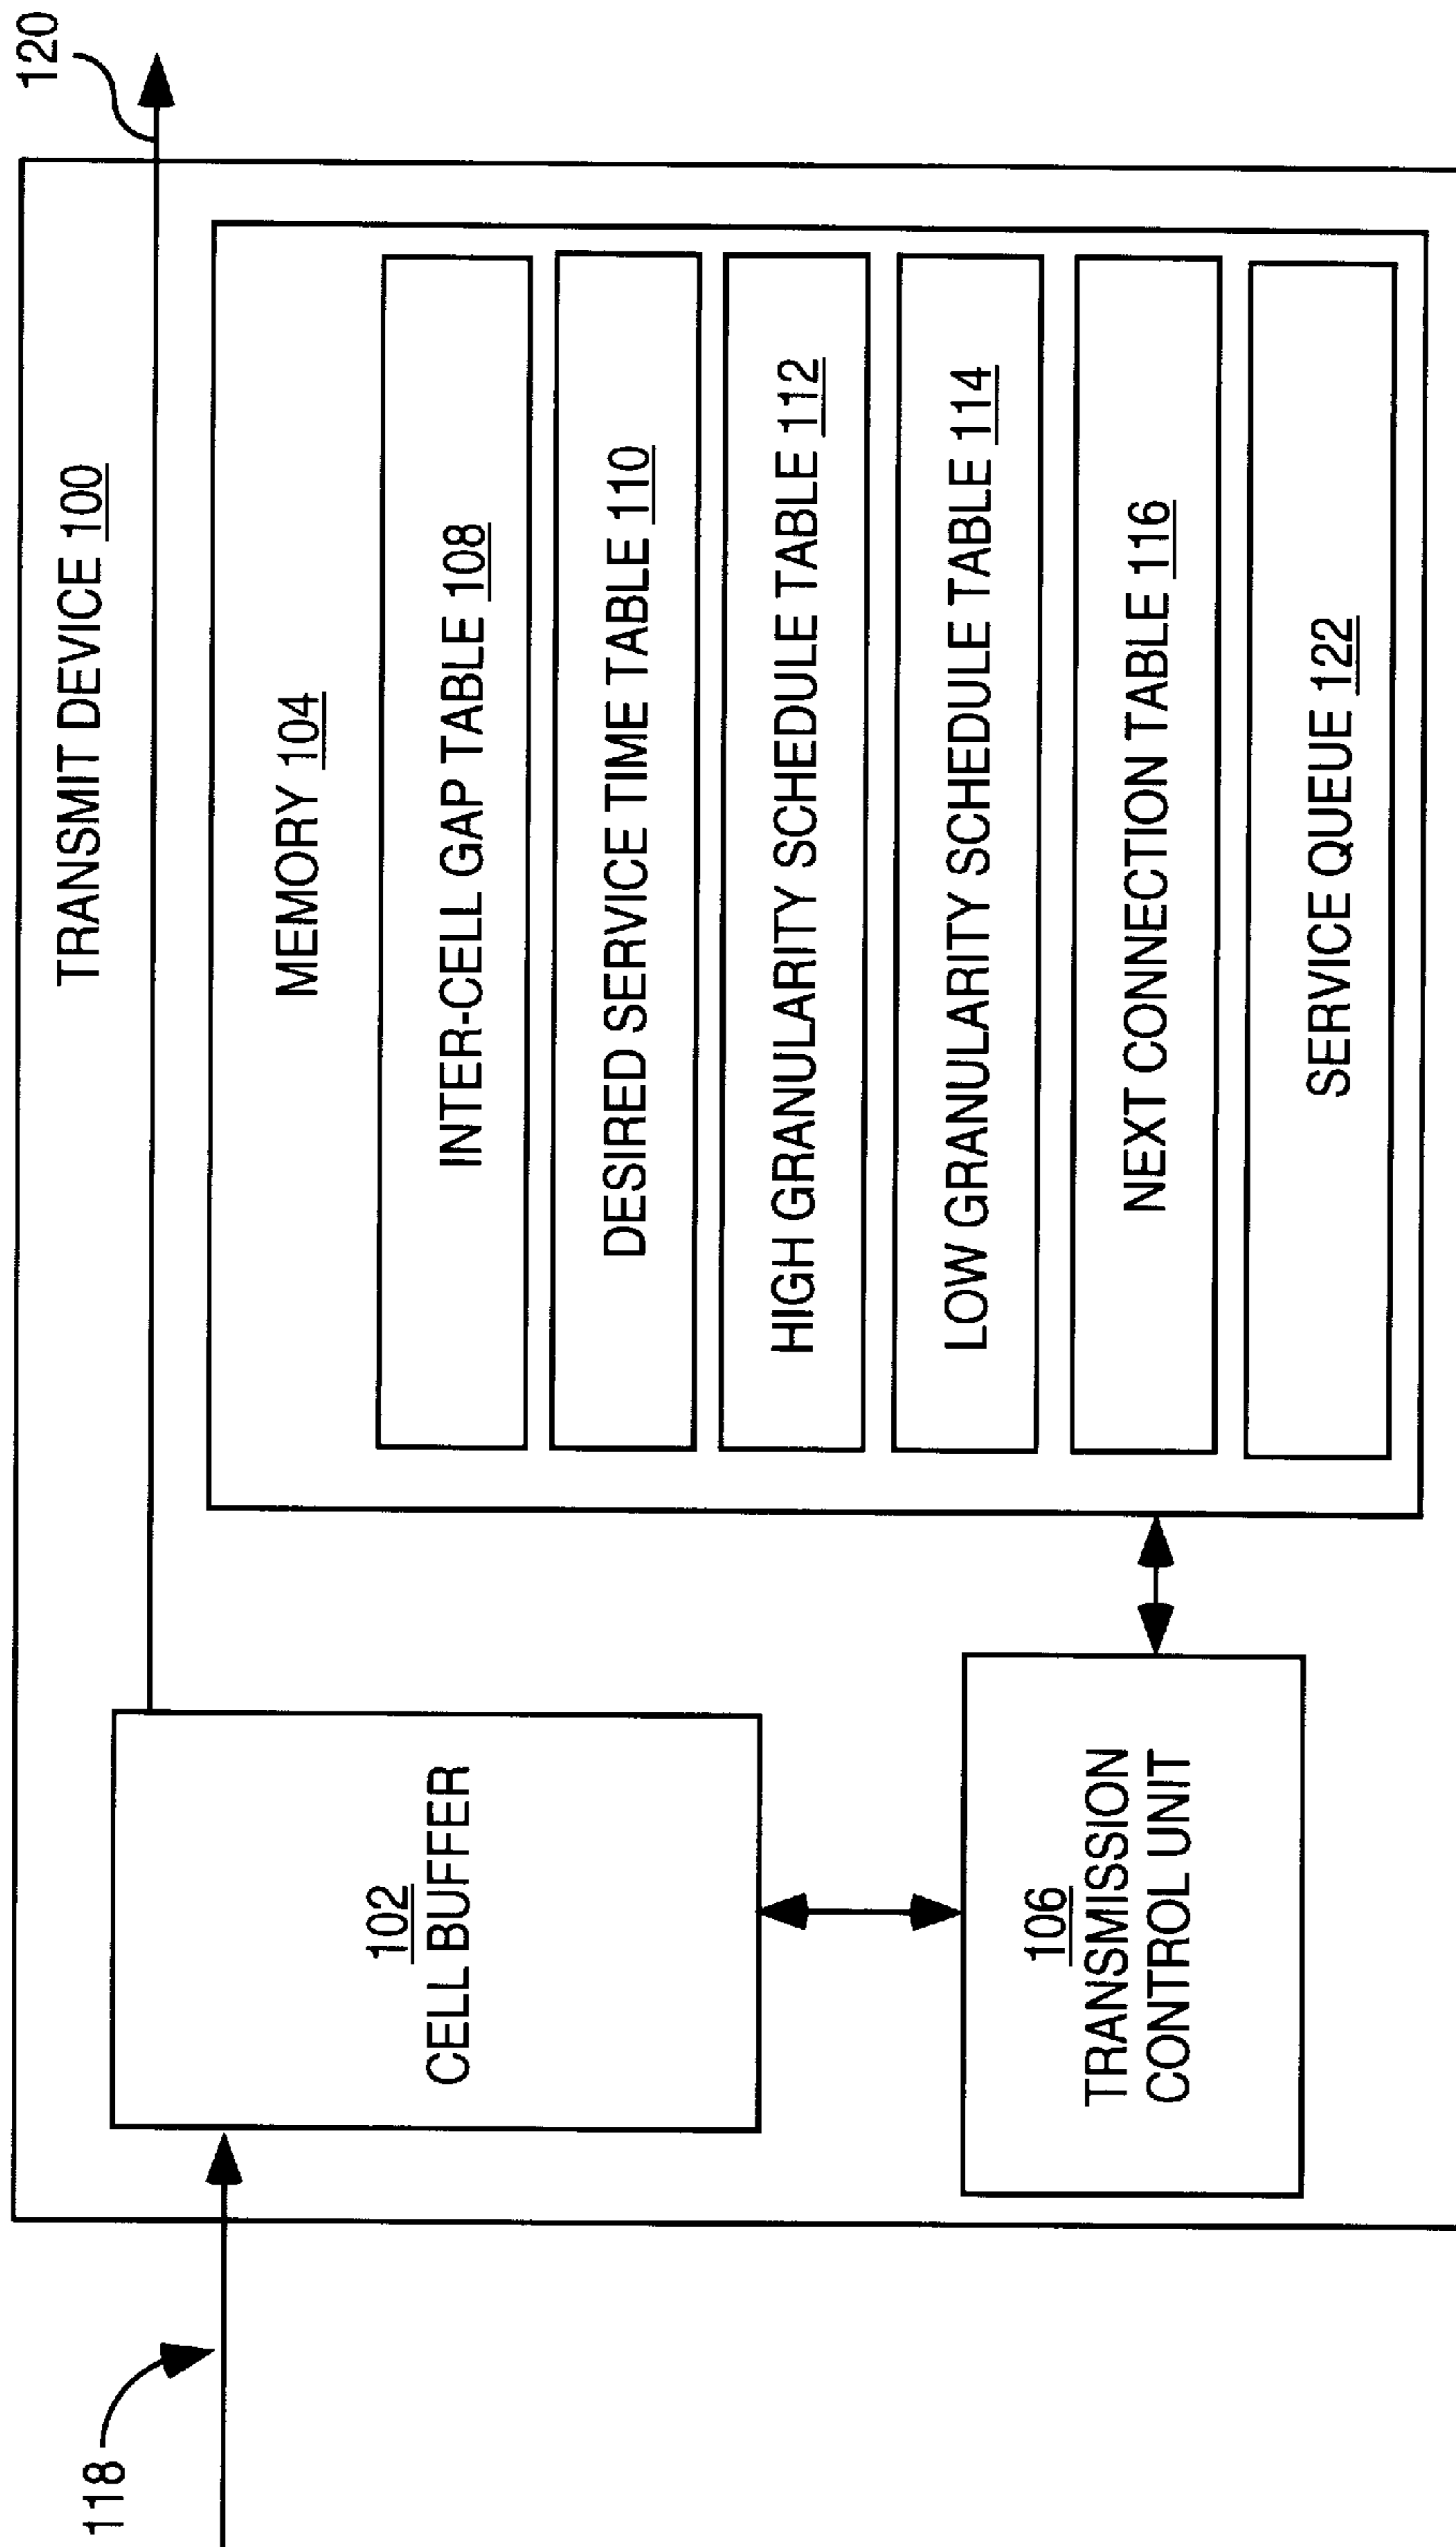 120
TRANSMIT DEVICE 100
MEMORY 104
INTER-CELL GAP TABLE 108
DESIRED SERVICE TIME TABLE 110
HIGH GRANULARITY SCHEDULE TABLE 112
LOW GRANULARITY SCHEDULE TABLE 114
NEXT CONNECTION TABLE 116
SERVICE QUEUE 122
118
102
CELL BUFFER
106
TRANSMISSION
CONTROL UNIT